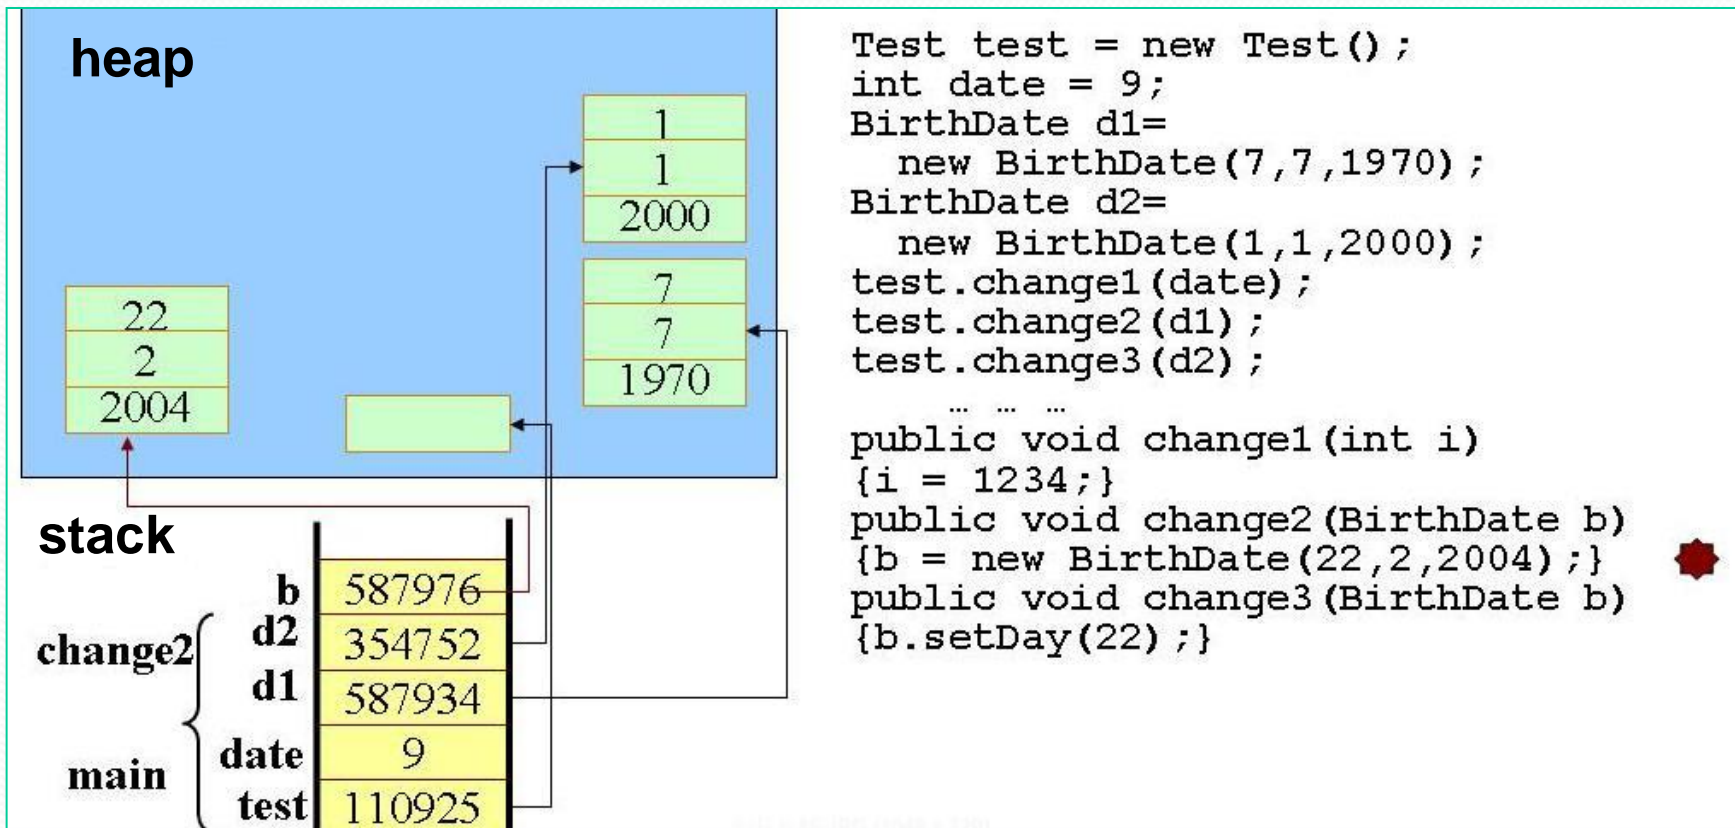 heap
1
1
2000
7
7
1970
22
2
2004
stack
b 587976
d2 354752
change2
d1 587934
date 9
main
test 110925
Test test = new Test();
int date = 9;
BirthDate d1=
new BirthDate(7,7,1970);
BirthDate d2=
new BirthDate(1,1,2000);
test.change1(date);
test.change2(d1);
test.change3(d2);
… … …
public void change1(int i)
{i = 1234;}
public void change2(BirthDate b)
{b = new BirthDate(22,2,2004);}
public void change3(BirthDate b)
{b.setDay(22);}